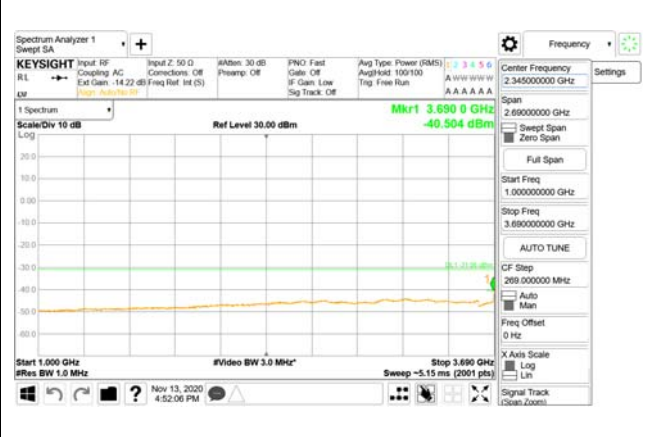 Spectrum Analyzer 1
Swept SA
Frequency
KEYSIGHT
RL
Input: RF
Coupling: AC
Ext Gain: -14.22 dB
Align: Auto/No RF
Input Z: 50 Ω
Corrections: Off
Freq Ref: Int (S)
#Atten: 30 dB
Preamp: Off
PNO: Fast
Gate: Off
IF Gain: Low
Sig Track: Off
Avg Type: Power (RMS)
Avg|Hold: 100/100
Trig: Free Run
1 2 3 4 5 6
A W W W W W
A A A A A A
Settings
1 Spectrum
Scale/Div 10 dB
Log
Ref Level 30.00 dBm
Mkr1 3.690 0 GHz
-40.504 dBm
20.0
10.0
0.00
-10.0
-20.0
-30.0
-40.0
-50.0
-60.0
1
Start 1.000 GHz
#Res BW 1.0 MHz
#Video BW 3.0 MHz*
Stop 3.690 GHz
Sweep ~5.15 ms (2001 pts)
Center Frequency
2.345000000 GHz
Span
2.69000000 GHz
Swept Span
Zero Span
Full Span
Start Freq
1.000000000 GHz
Stop Freq
3.690000000 GHz
AUTO TUNE
CF Step
269.000000 MHz
Auto
Man
Freq Offset
0 Hz
X Axis Scale
Log
Lin
Signal Track
(Span Zoom)
?
Nov 13, 2020
4:52:06 PM